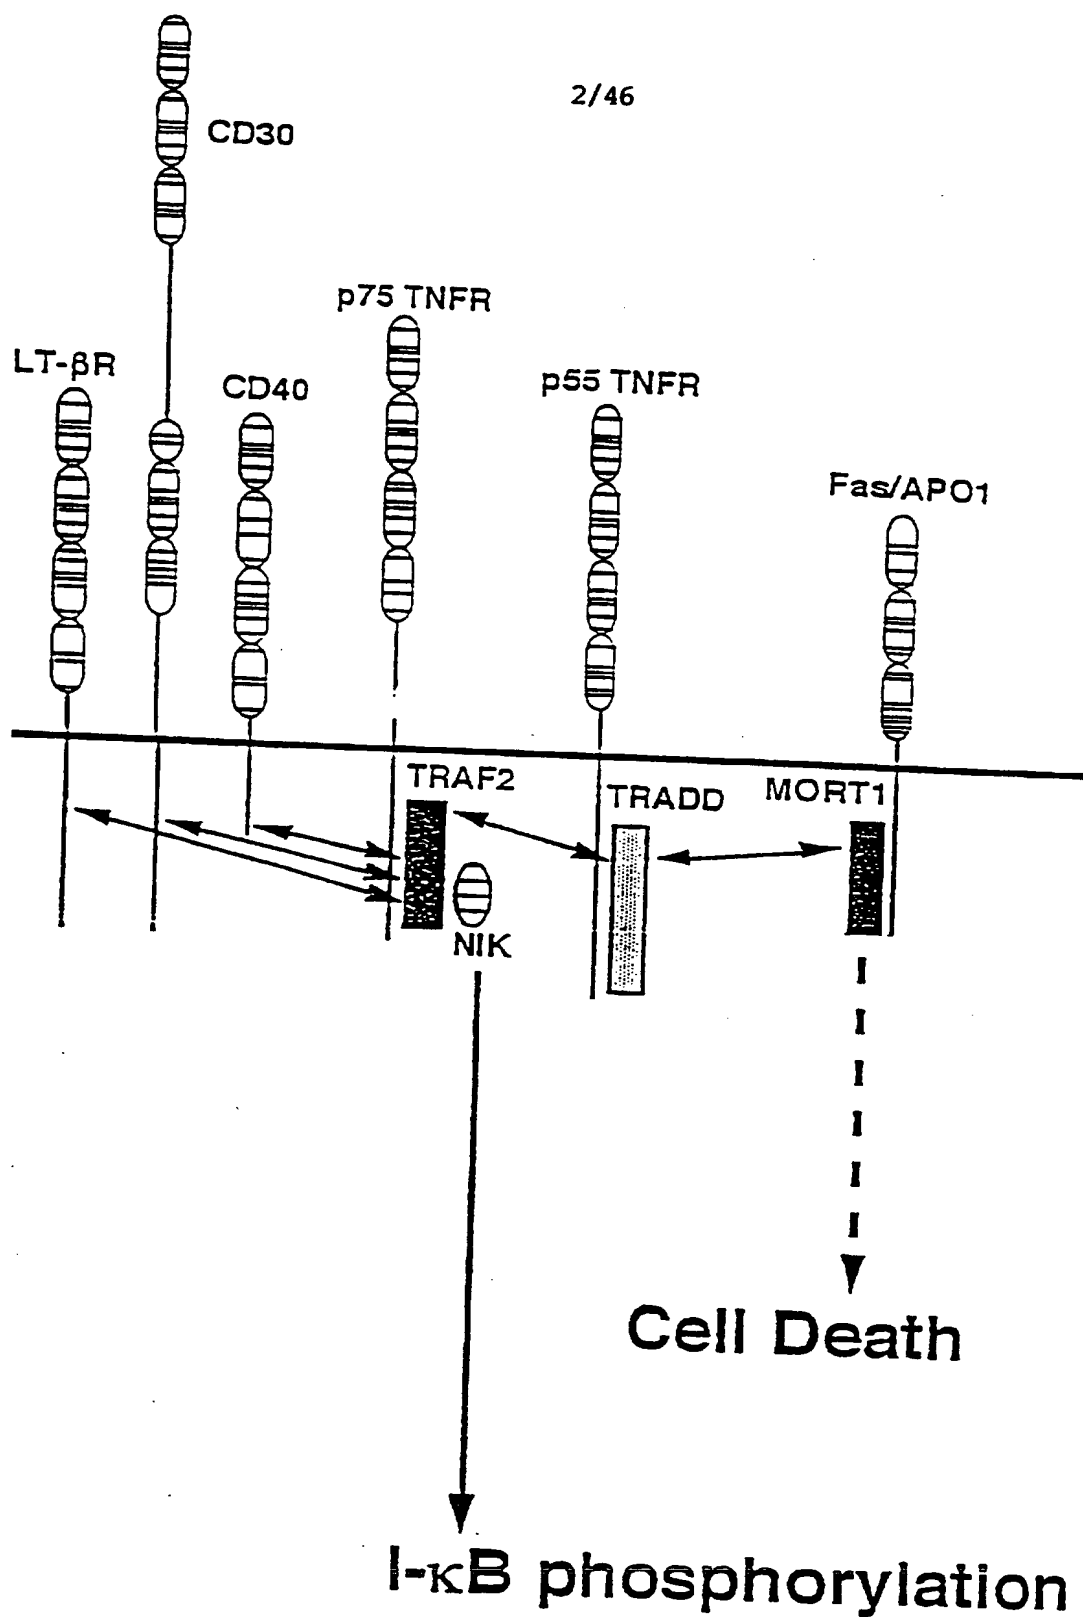 2/46
CD30
p75 TNFR
LT-βR
CD40
p55 TNFR
Fas/APO1
TRAF2
TRADD
MORT1
NIK
Cell Death
I-κB phosphorylation